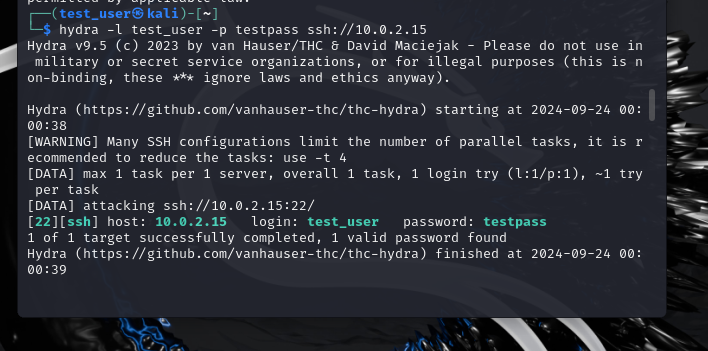 permitted by applicable law.
┌──(test_user㉿kali)-[~]
└─$ hydra -l test_user -p testpass ssh://10.0.2.15
Hydra v9.5 (c) 2023 by van Hauser/THC & David Maciejak - Please do not use in
 military or secret service organizations, or for illegal purposes (this is n
on-binding, these *** ignore laws and ethics anyway).
Hydra (https://github.com/vanhauser-thc/thc-hydra) starting at 2024-09-24 00:
00:38
[WARNING] Many SSH configurations limit the number of parallel tasks, it is r
ecommended to reduce the tasks: use -t 4
[DATA] max 1 task per 1 server, overall 1 task, 1 login try (l:1/p:1), ~1 try
 per task
[DATA] attacking ssh://10.0.2.15:22/
[22][ssh] host: 10.0.2.15   login: test_user   password: testpass
1 of 1 target successfully completed, 1 valid password found
Hydra (https://github.com/vanhauser-thc/thc-hydra) finished at 2024-09-24 00:
00:39